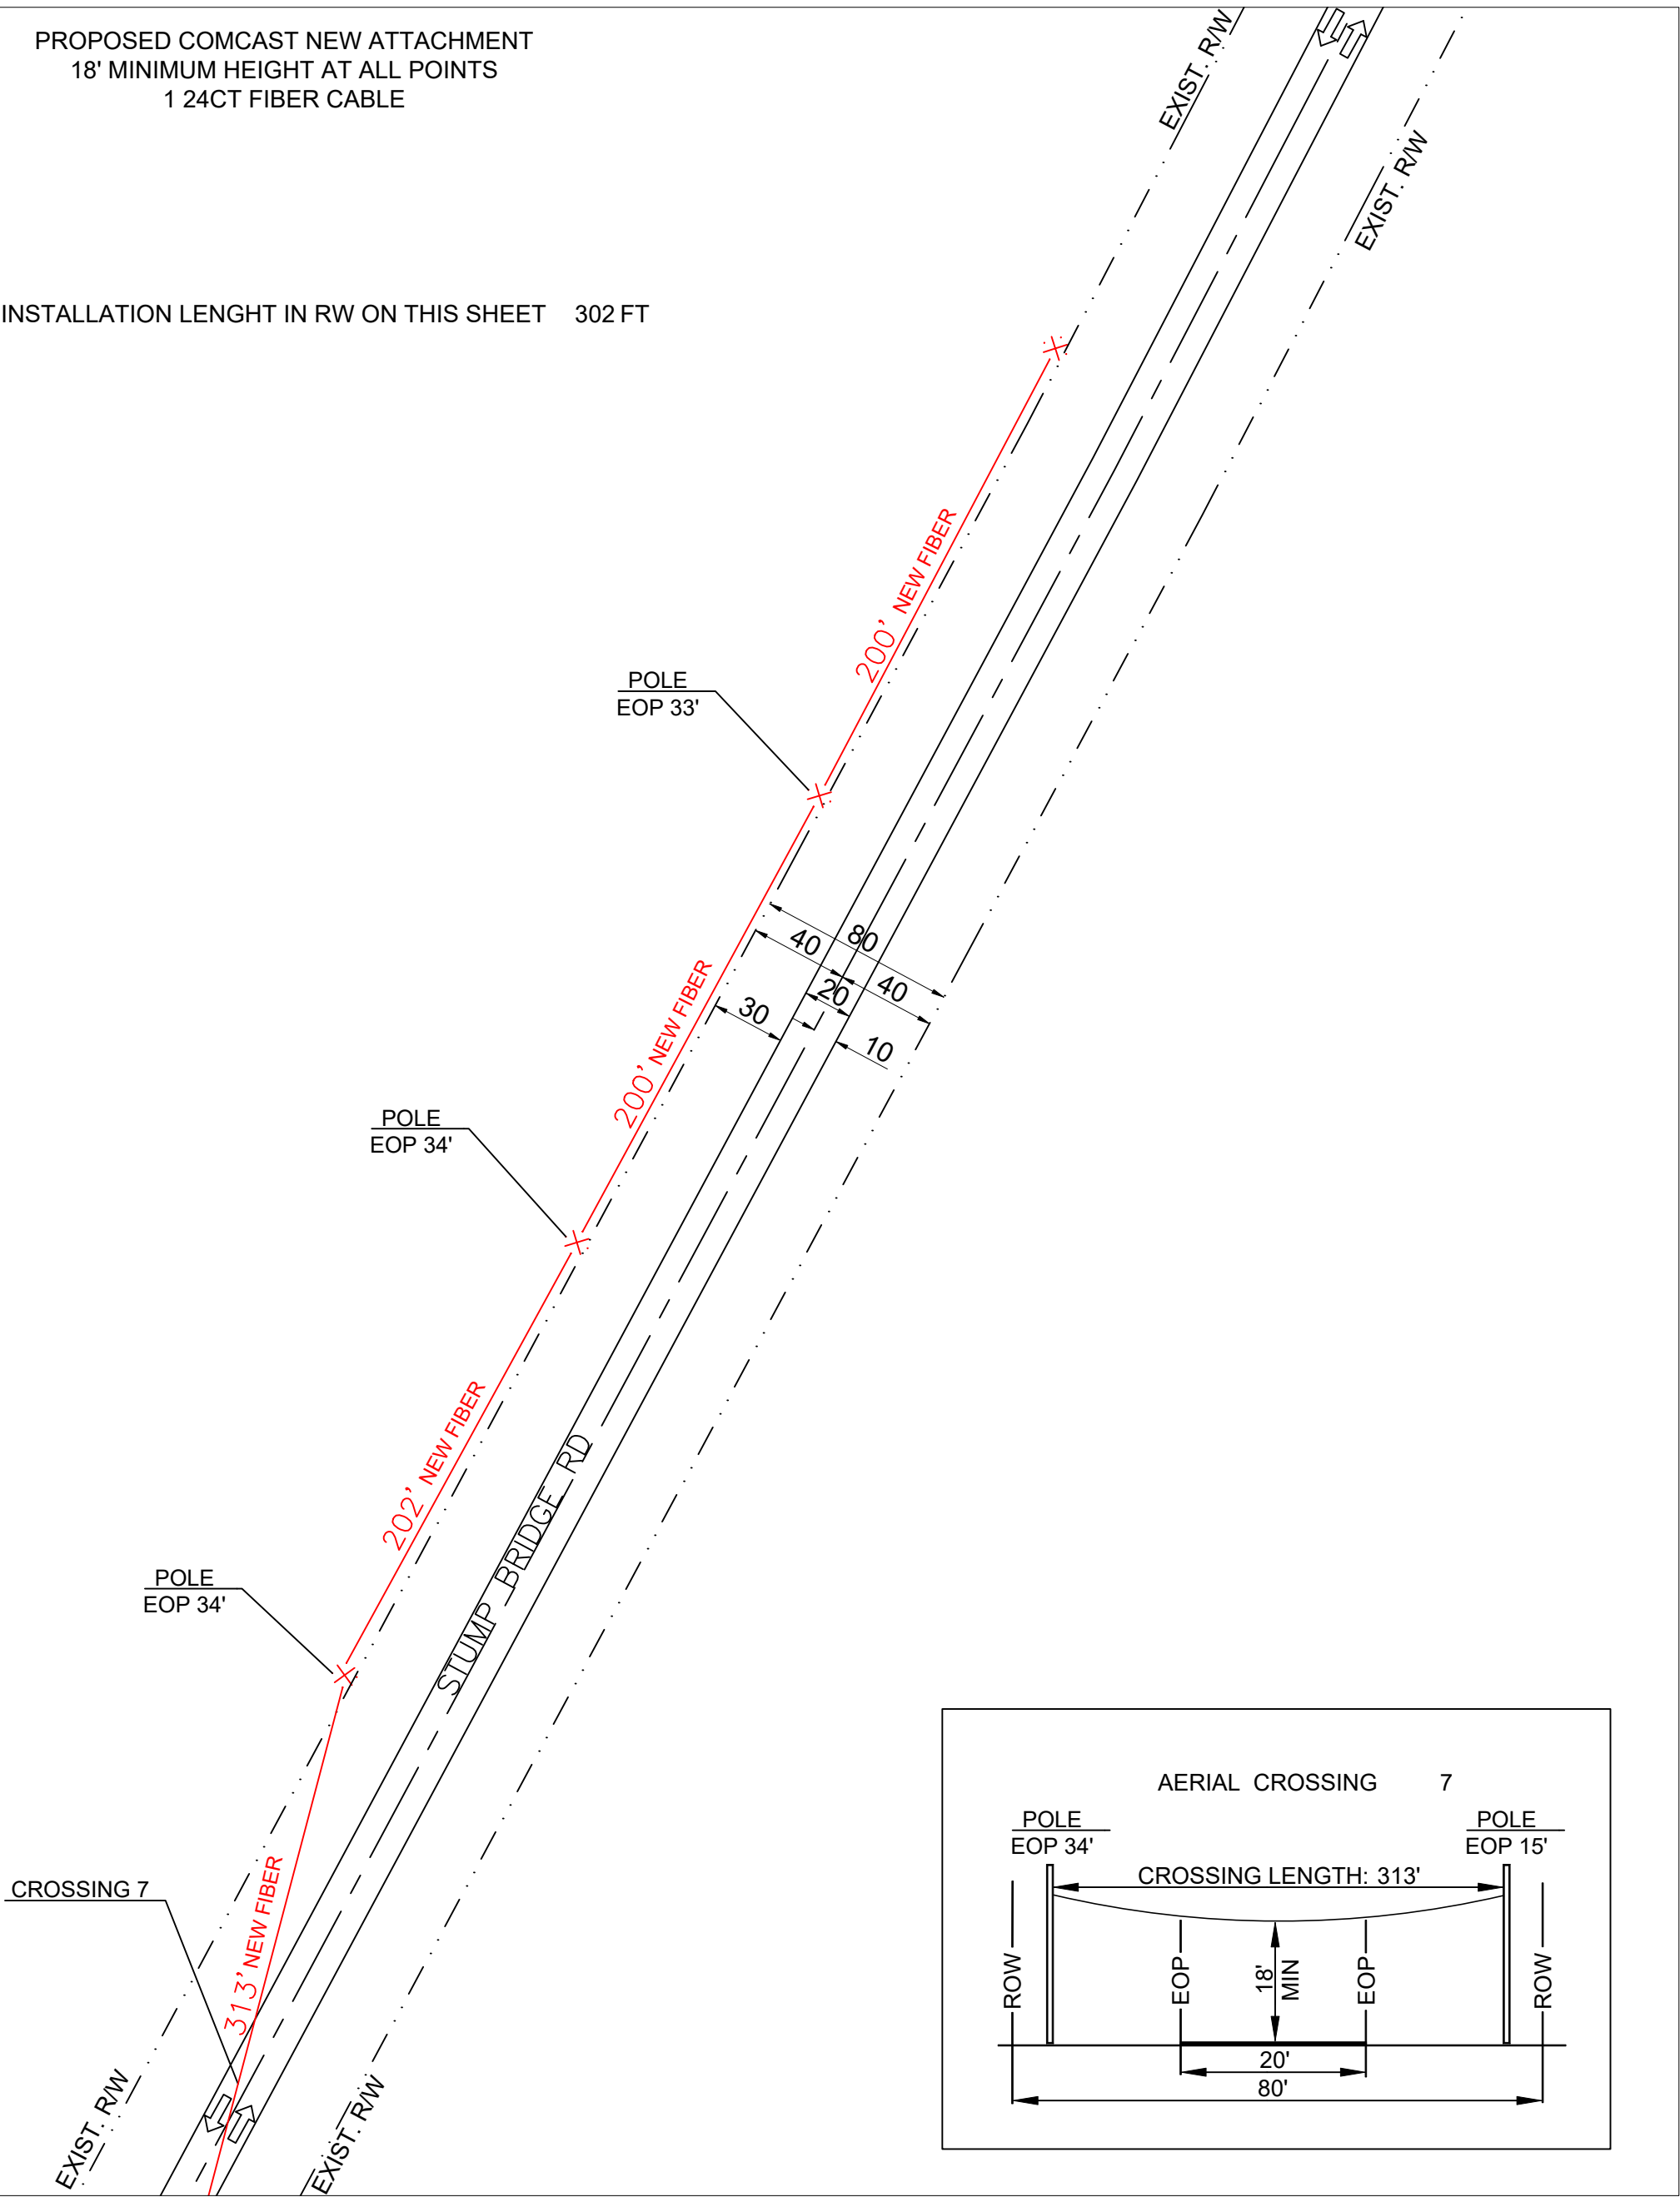 PROPOSED COMCAST NEW ATTACHMENT
18' MINIMUM HEIGHT AT ALL POINTS
1 24CT FIBER CABLE
EXIST. R/W
EXIST. R/W
INSTALLATION LENGHT IN RW ON THIS SHEET 302 FT
200' NEW FIBER
POLE
EOP 33'
80
40
40
20
30
10
200' NEW FIBER
POLE
EOP 34'
202' NEW FIBER
STUMP BRIDGE RD
POLE
EOP 34'
CROSSING 7
313' NEW FIBER
EXIST. R/W
EXIST. R/W
AERIAL CROSSING 7
POLE
EOP 34'
POLE
EOP 15'
CROSSING LENGTH: 313'
ROW
EOP
18'
MIN
EOP
ROW
20'
80'